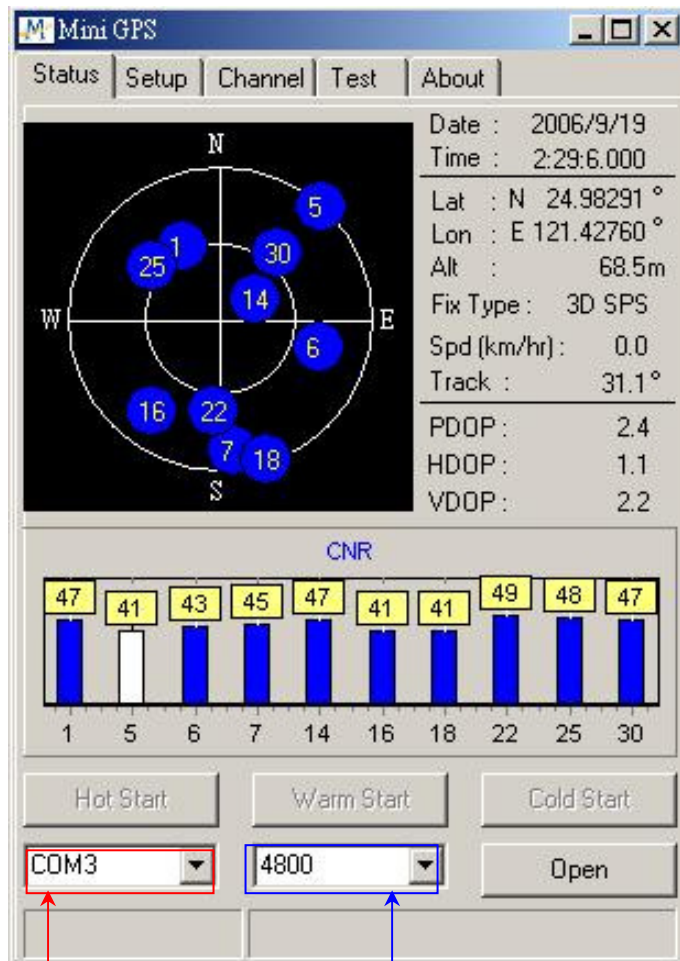 Mini GPS
Status Setup Channel Test About
Date : 2006/9/19
Time : 2:29:6.000
Lat : N 24.98291 °
Lon : E 121.42760 °
Alt : 68.5m
Fix Type : 3D SPS
Spd (km/hr) : 0.0
Track : 31.1 °
PDOP : 2.4
HDOP : 1.1
VDOP : 2.2
N
5
1 30
25
14
W E
6
16 22
7 18
S
CNR
47 41 43 45 47 41 41 49 48 47
1 5 6 7 14 16 18 22 25 30
Hot Start Warm Start Cold Start
COM3 4800 Open